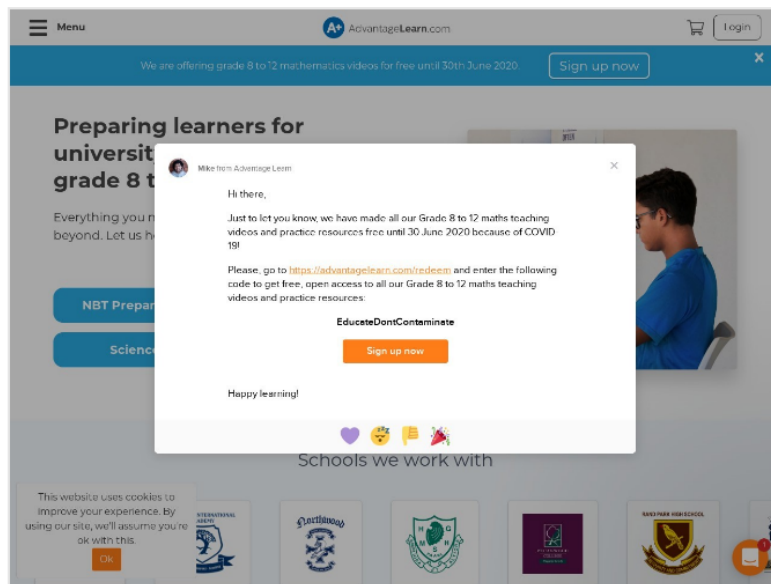 Menu
A+ AdvantageLearn.com
Login
We are offering grade 8 to 12 mathematics videos for free until 30th June 2020.
Sign up now
x
Preparing learners for
grade 8 t
beyond. Let us h
Mike from Advantage Learn
×
Hi there,
Just to let you know, we have made all our Grade 8 to 12 maths teaching
videos and practice resources free until 30 June 2020 because of COVID
19!
Please, go to https://advantagelearn.com/redeem and enter the following
code to get free, open access to all our Grade 8 to 12 maths teaching
videos and practice resources:
EducateDontContaminate
Sign up now
Happy learning!
NBT Prepar
Scienc
Schools we work with
This website uses cookies to
improve your experience. By
using our site, we'll assume you're
ok with this.
Ok
Northwood
H G
M S
RAND PARK HIGH SCHOOL
1